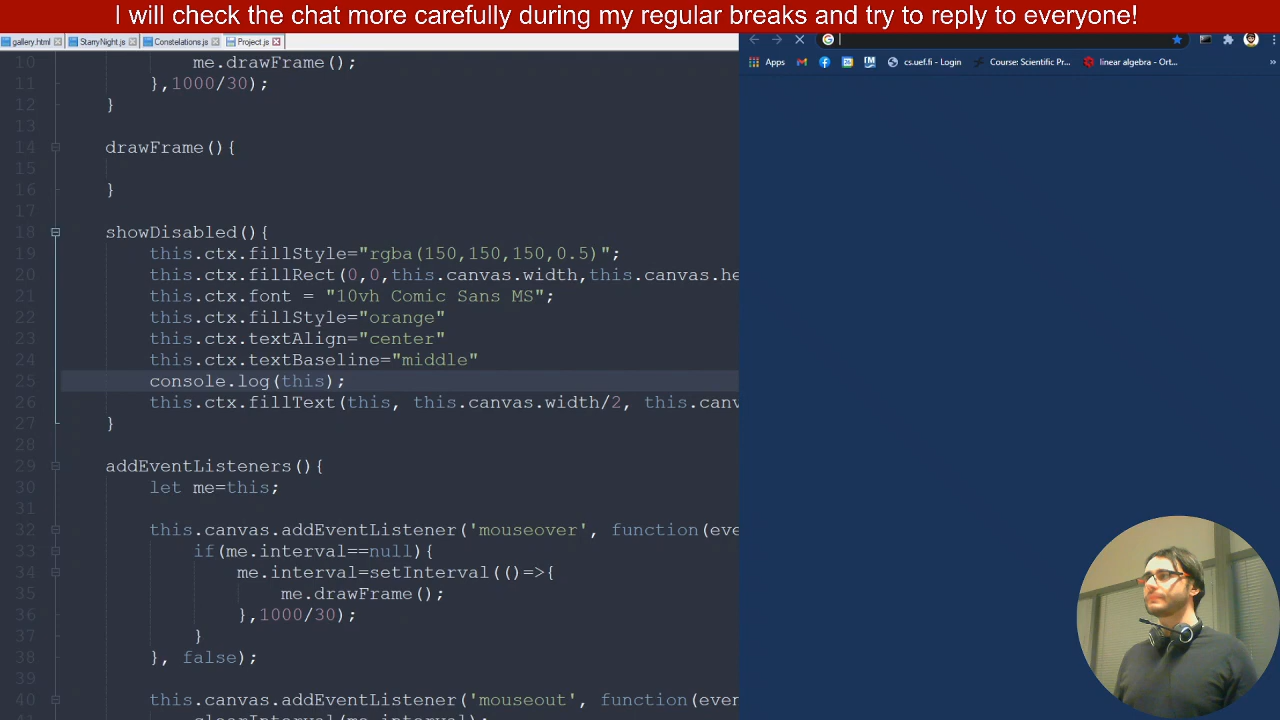 I will check the chat more carefully during my regular breaks and try to reply to everyone!
gallery.html StarryNight.js Constelations.js Project.js
Apps cs.uef.fi - Login Course: Scientific Pr... linear algebra - Ort... »
10 me.drawFrame();
11 },1000/30);
12 }
13
14 drawFrame(){
15
16 }
17
18 showDisabled(){
19 this.ctx.fillStyle="rgba(150,150,150,0.5)";
20 this.ctx.fillRect(0,0,this.canvas.width,this.canvas.he
21 this.ctx.font = "10vh Comic Sans MS";
22 this.ctx.fillStyle="orange"
23 this.ctx.textAlign="center"
24 this.ctx.textBaseline="middle"
25 console.log(this);
26 this.ctx.fillText(this, this.canvas.width/2, this.canv
27 }
28
29 addEventListeners(){
30 let me=this;
31
32 this.canvas.addEventListener('mouseover', function(eve
33 if(me.interval==null){
34 me.interval=setInterval(()=>{
35 me.drawFrame();
36 },1000/30);
37 }
38 }, false);
39
40 this.canvas.addEventListener('mouseout', function(even
clearInterval(me.interval);